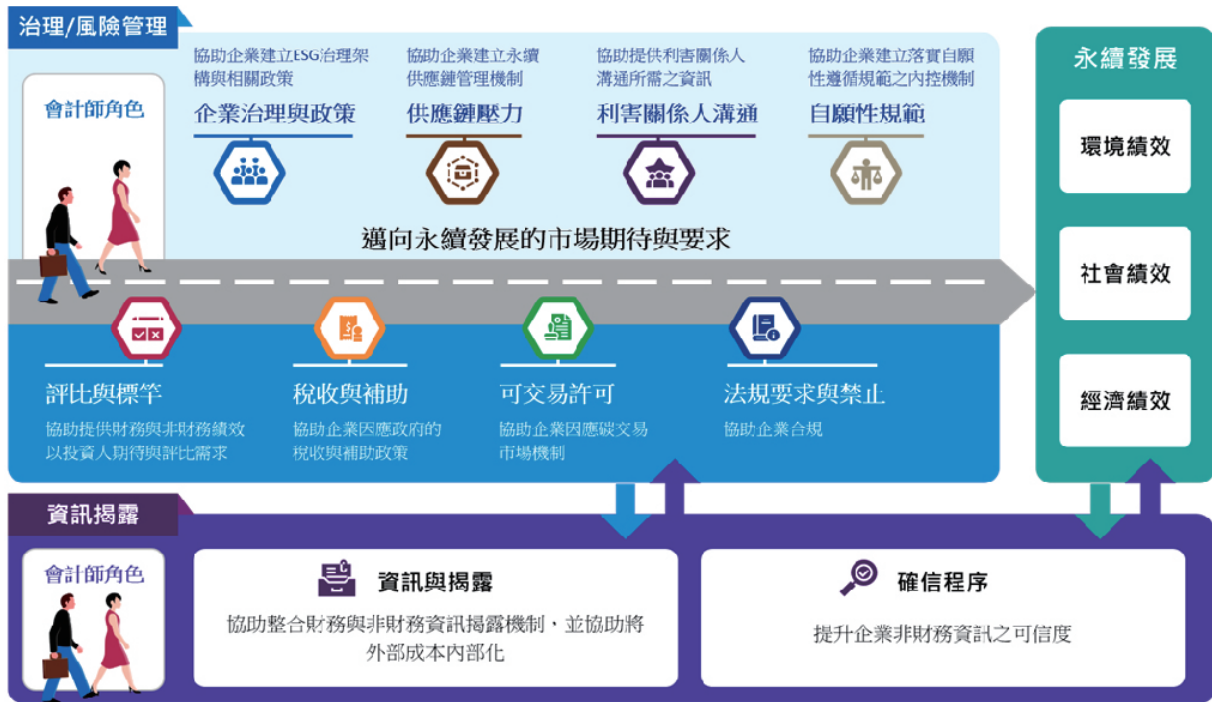 治理/風險管理
會計師角色
協助企業建立ESG治理架
構與相關政策
企業治理與政策
協助企業建立永續
供應鏈管理機制
供應鏈壓力
協助提供利害關係人
溝通所需之資訊
利害關係人溝通
協助企業建立落實自願
性遵循規範之內控機制
自願性規範
邁向永續發展的市場期待與要求
評比與標竿
協助提供財務與非財務績效
以投資人期待與評比需求
稅收與補助
協助企業因應政府的
稅收與補助政策
可交易許可
協助企業因應碳交易
市場機制
法規要求與禁止
協助企業合規
永續發展
環境績效
社會績效
經濟績效
資訊揭露
會計師角色
資訊與揭露
協助整合財務與非財務資訊揭露機制，並協助將
外部成本內部化
確信程序
提升企業非財務資訊之可信度